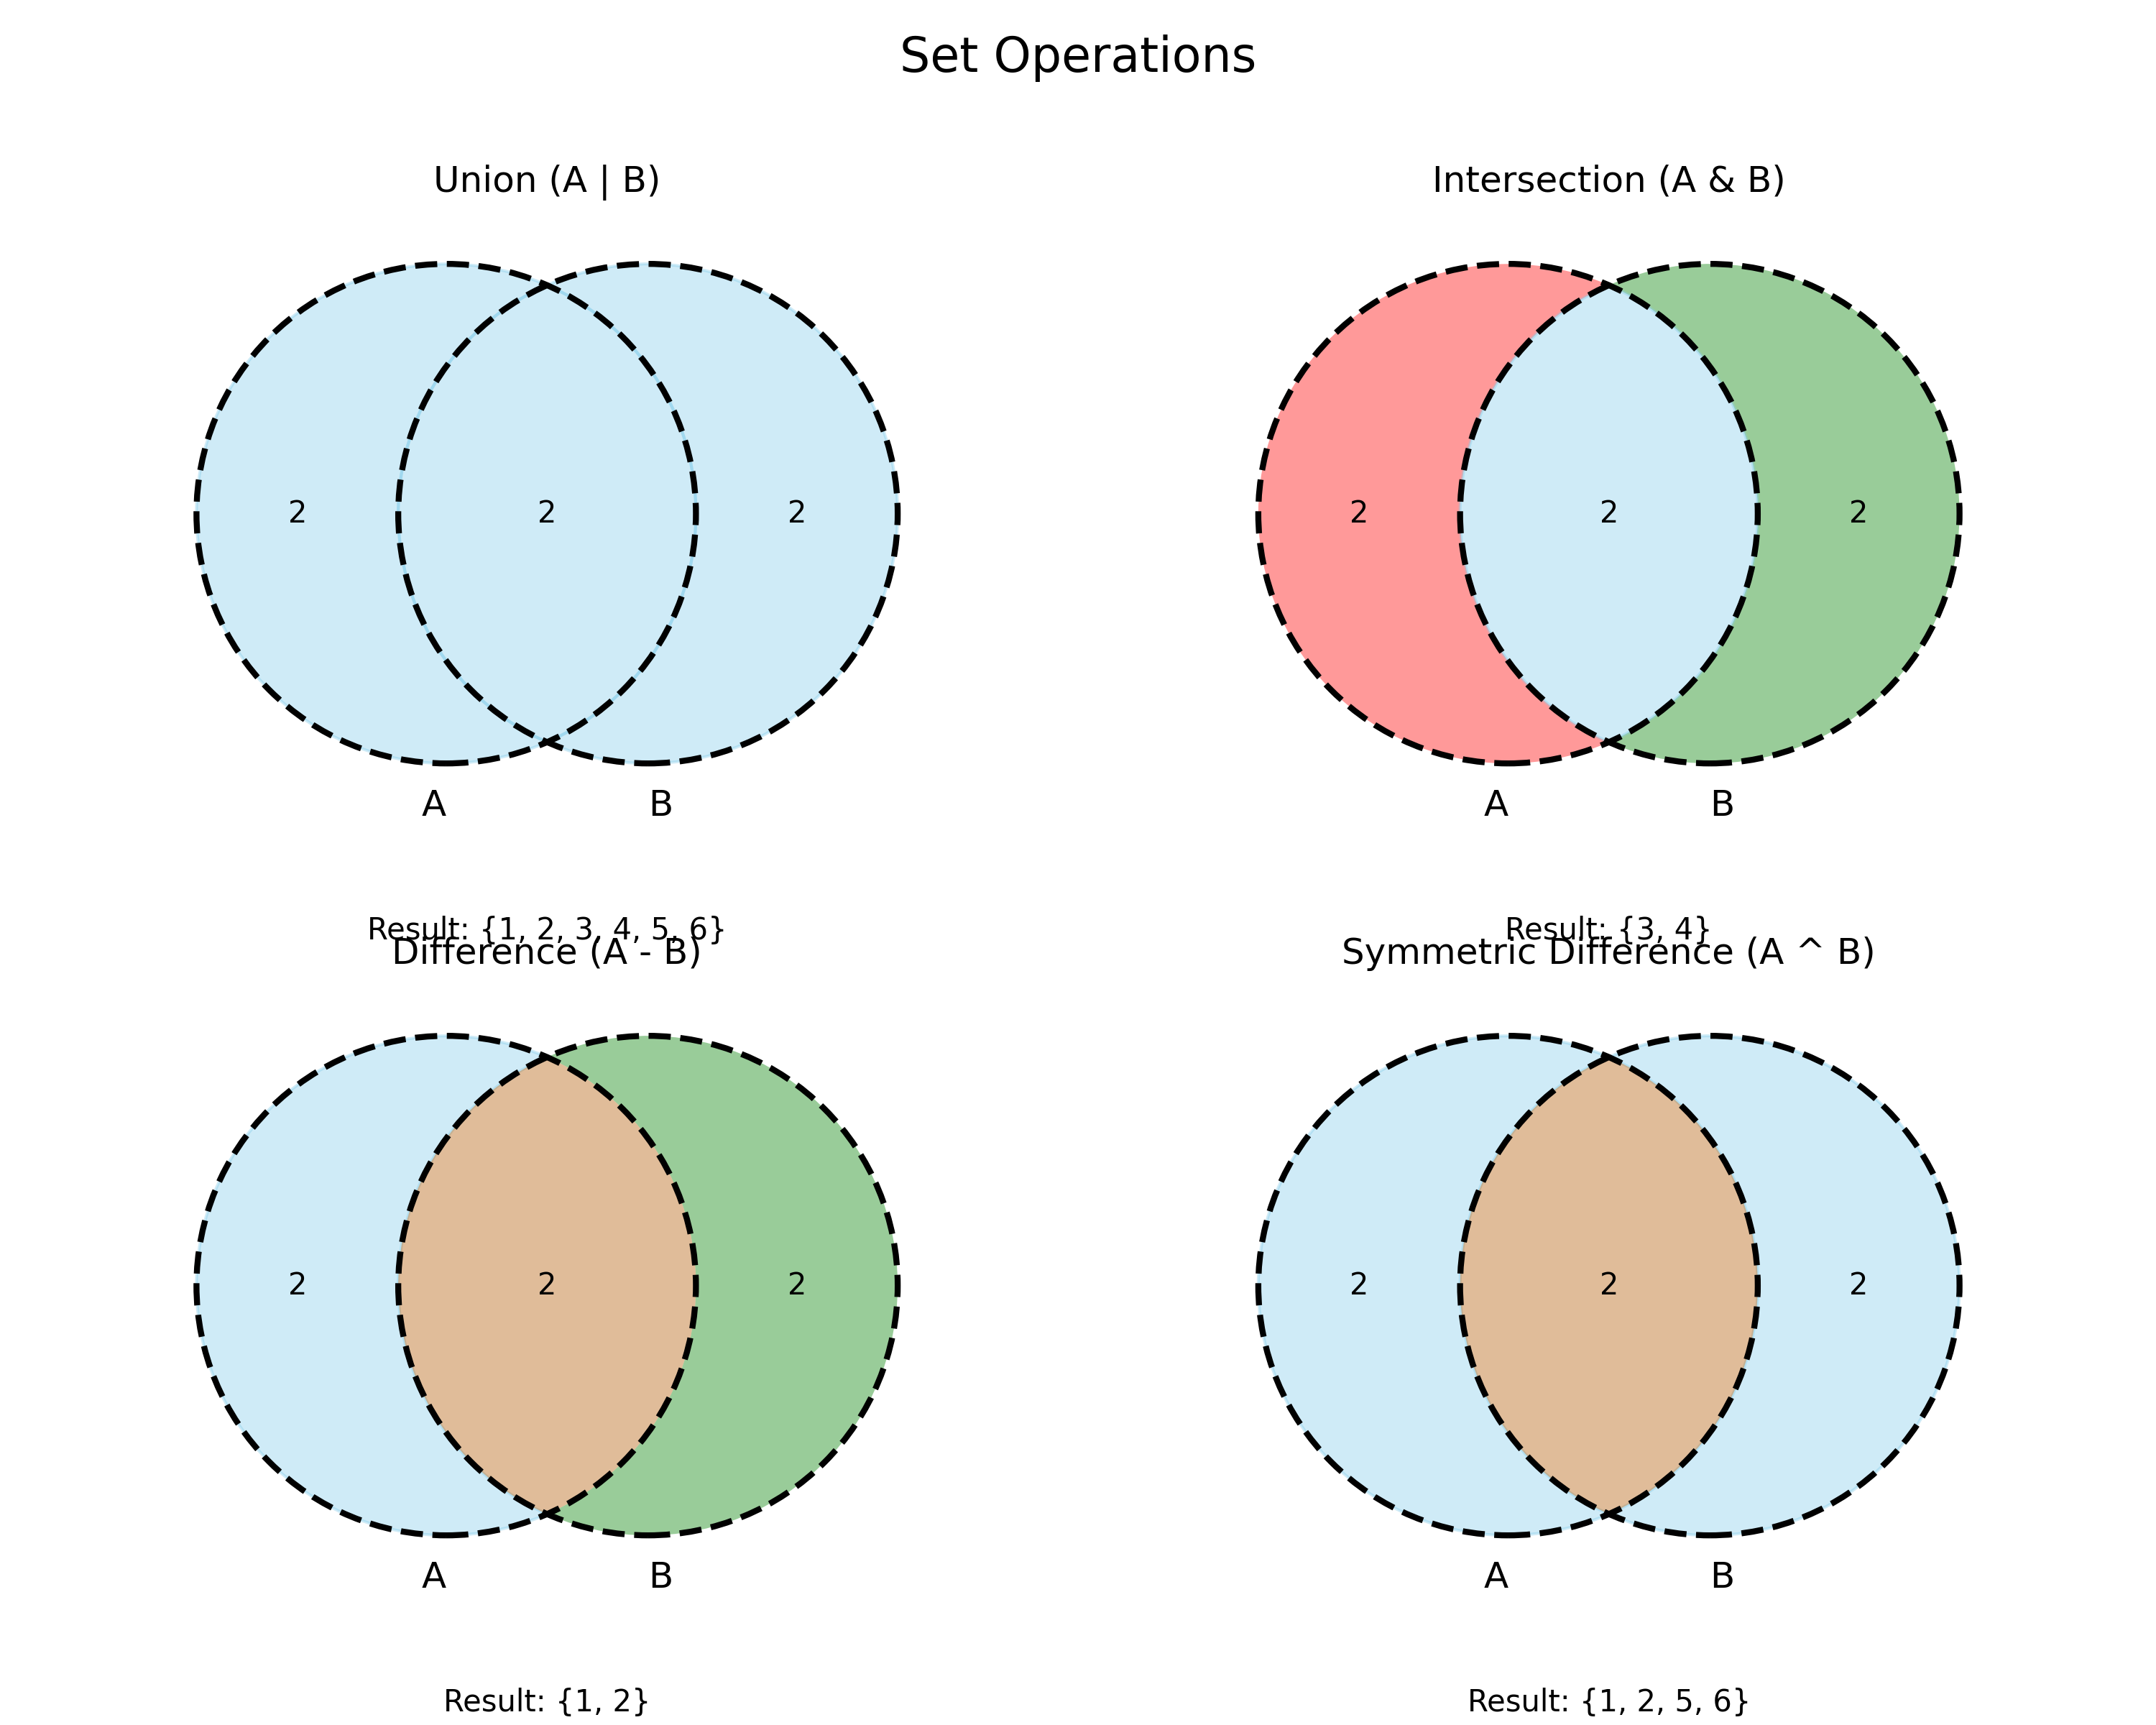 Set Operations
Union (A | B)
2 2 2
A B
Result: {1, 2, 3, 4, 5, 6}
Intersection (A & B)
2 2 2
A B
Result: {3, 4}
Difference (A - B)
2 2 2
A B
Result: {1, 2}
Symmetric Difference (A ^ B)
2 2 2
A B
Result: {1, 2, 5, 6}